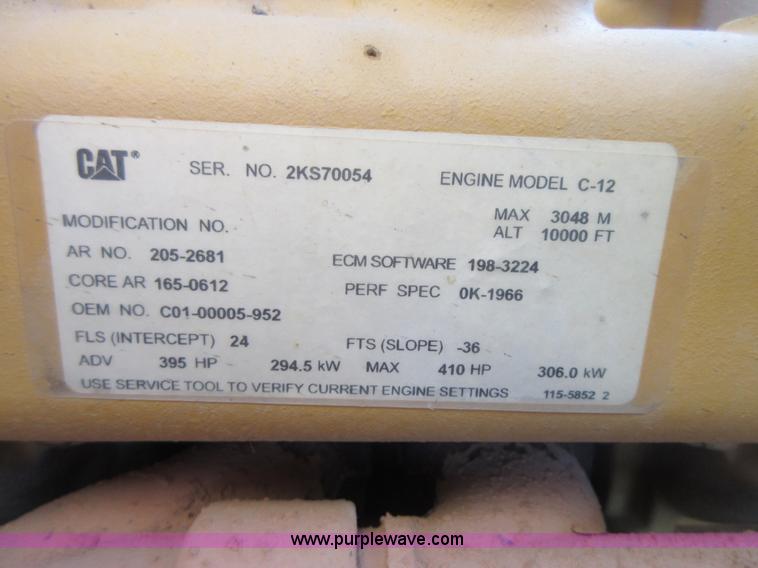 CAT® SER. NO. 2KS70054 ENGINE MODEL C-12
MODIFICATION NO. MAX 3048 M
ALT 10000 FT
AR NO. 205-2681 ECM SOFTWARE 198-3224
CORE AR 165-0612 PERF SPEC 0K-1966
OEM NO. C01-00005-952
FLS (INTERCEPT) 24 FTS (SLOPE) -36
ADV 395 HP 294.5 kW MAX 410 HP 306.0 kW
USE SERVICE TOOL TO VERIFY CURRENT ENGINE SETTINGS 115-5852 2
www.purplewave.com